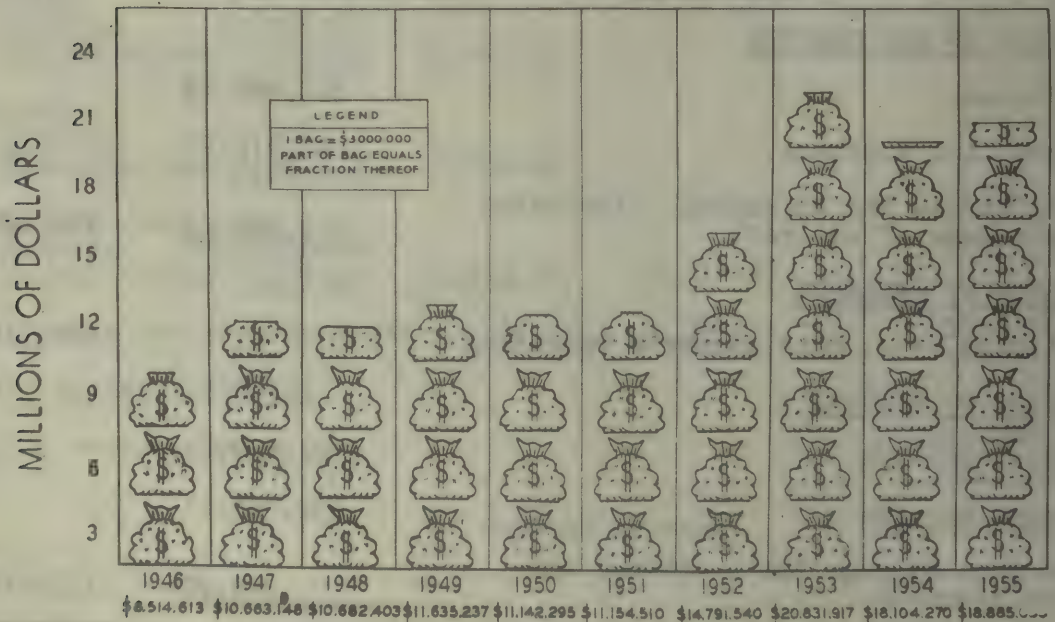 MILLIONS OF DOLLARS
24
21
18
15
12
9
6
3
LEGEND
1 BAG = $3000.000
PART OF BAG EQUALS
FRACTION THEREOF
$
1946 1947 1948 1949 1950 1951 1952 1953 1954 1955
$8.514.613 $10.663.148 $10.682.403 $11.635.237 $11.142.295 $11.154.510 $14.791.540 $20.831.917 $18.104.270